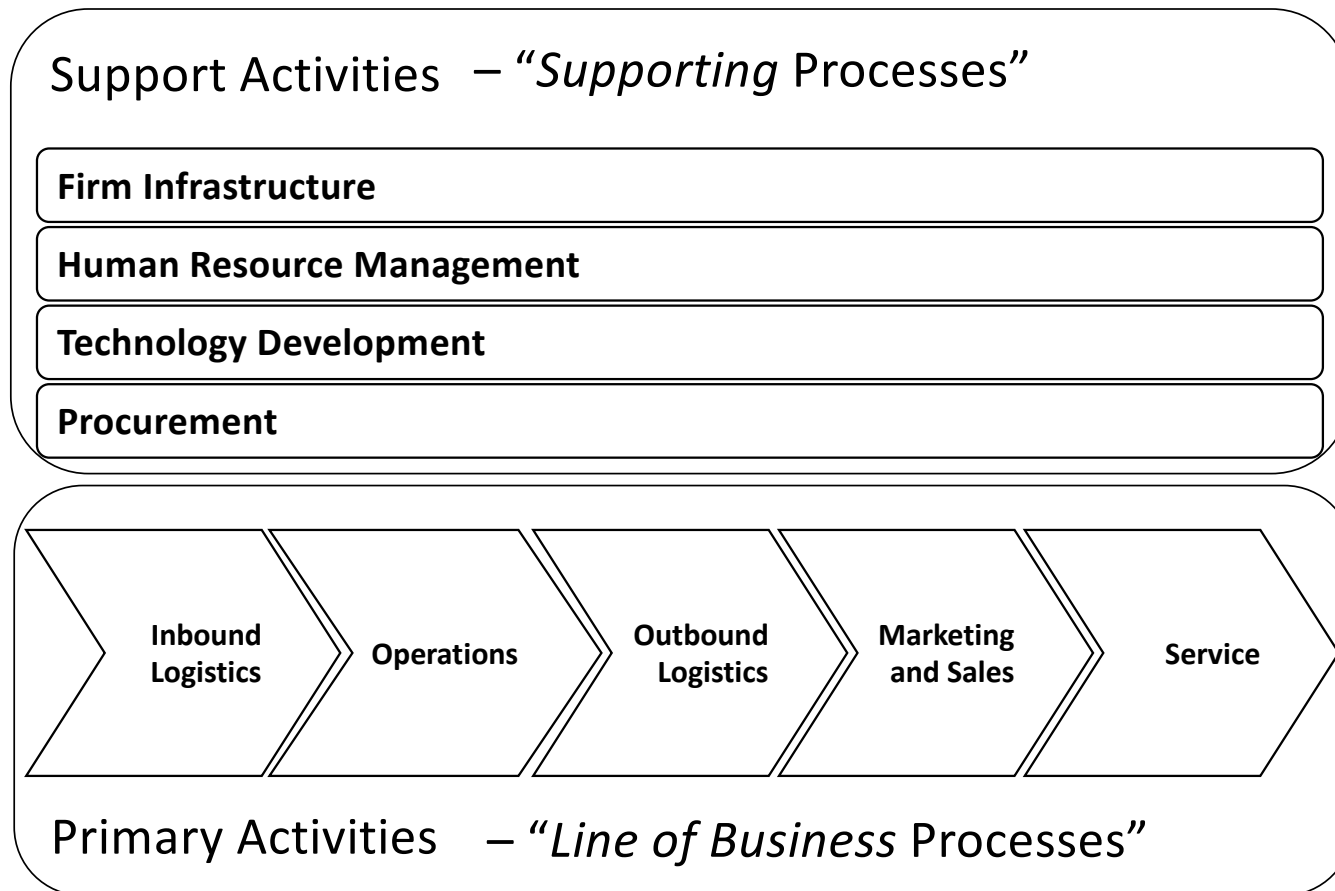 Support Activities – “Supporting Processes”
Firm Infrastructure
Human Resource Management
Technology Development
Procurement
Inbound
Logistics
Operations
Outbound
Logistics
Marketing
and Sales
Service
Primary Activities – “Line of Business Processes”